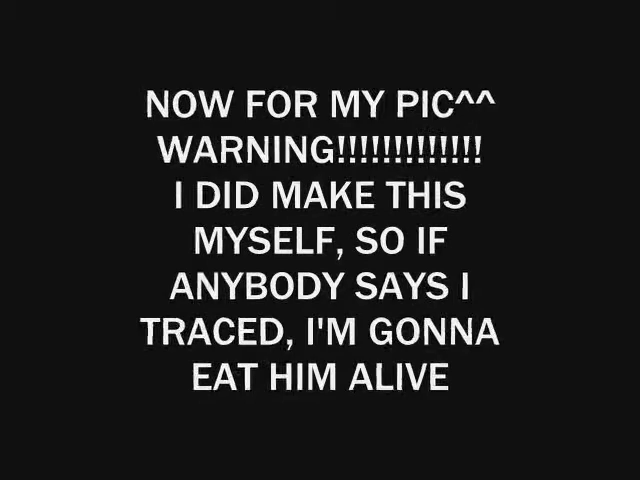 NOW FOR MY PIC^^
WARNING!!!!!!!!!!!!!
I DID MAKE THIS
MYSELF, SO IF
ANYBODY SAYS I
TRACED, I'M GONNA
EAT HIM ALIVE